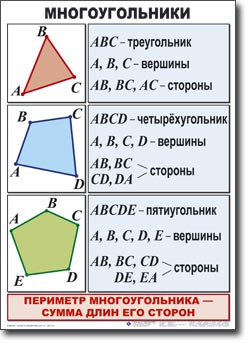 МНОГОУГОЛЬНИКИ
B
A
C
ABC – треугольник
A, B, C – вершины
AB, BC, AC – стороны
B
C
A
D
ABCD – четырёхугольник
A, B, C, D – вершины
AB, BC
CD, DA
стороны
B
A
C
E
D
ABCDE – пятиугольник
A, B, C, D, E – вершины
AB, BC, CD
DE, EA
стороны
ПЕРИМЕТР МНОГОУГОЛЬНИКА —
СУММА ДЛИН ЕГО СТОРОН